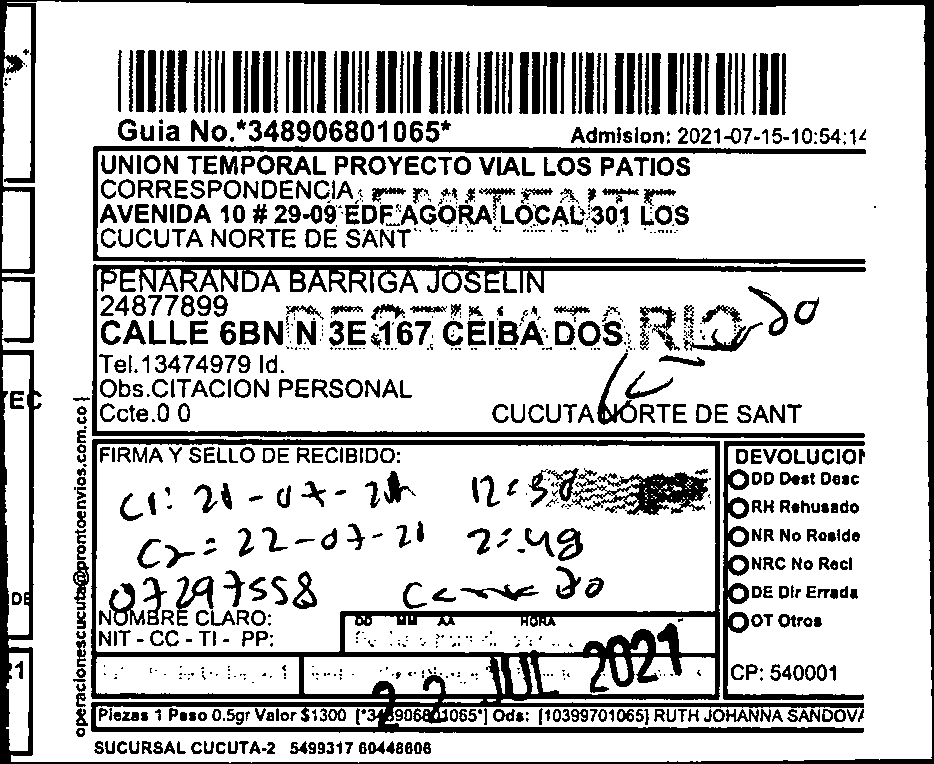 Guia No.*348906801065*
Admision: 2021-07-15-10:54:14
UNION TEMPORAL PROYECTO VIAL LOS PATIOS
CORRESPONDENCIA
AVENIDA 10 # 29-09 EDF AGORA LOCAL 301 LOS
CUCUTA NORTE DE SANT
REMITENTE
PENARANDA BARRIGA JOSELIN
24877899
CALLE 6BN N 3E 167 CEIBA DOS
DESTINATARIO
Tel.13474979 Id.
Obs.CITACION PERSONAL
Ccte.0 0
CUCUTA NORTE DE SANT
operacionescucuta@prontoenvios.com.co
FIRMA Y SELLO DE RECIBIDO:
C1: 21-07-21 12:30
C2 = 22-07-21 2:49
07297558
NOMBRE CLARO:
NIT - CC - TI - PP:
DD MM AA HORA
22 JUL 2021
DEVOLUCION
DD Dest Desc
RH Rehusado
NR No Reside
NRC No Recl
DE Dir Errada
OT Otros
CP: 540001
Piezas 1 Peso 0.5gr Valor $1300 [*348906801065*] Ods: [10399701065] RUTH JOHANNA SANDOVA
SUCURSAL CUCUTA-2 5499317 60448606